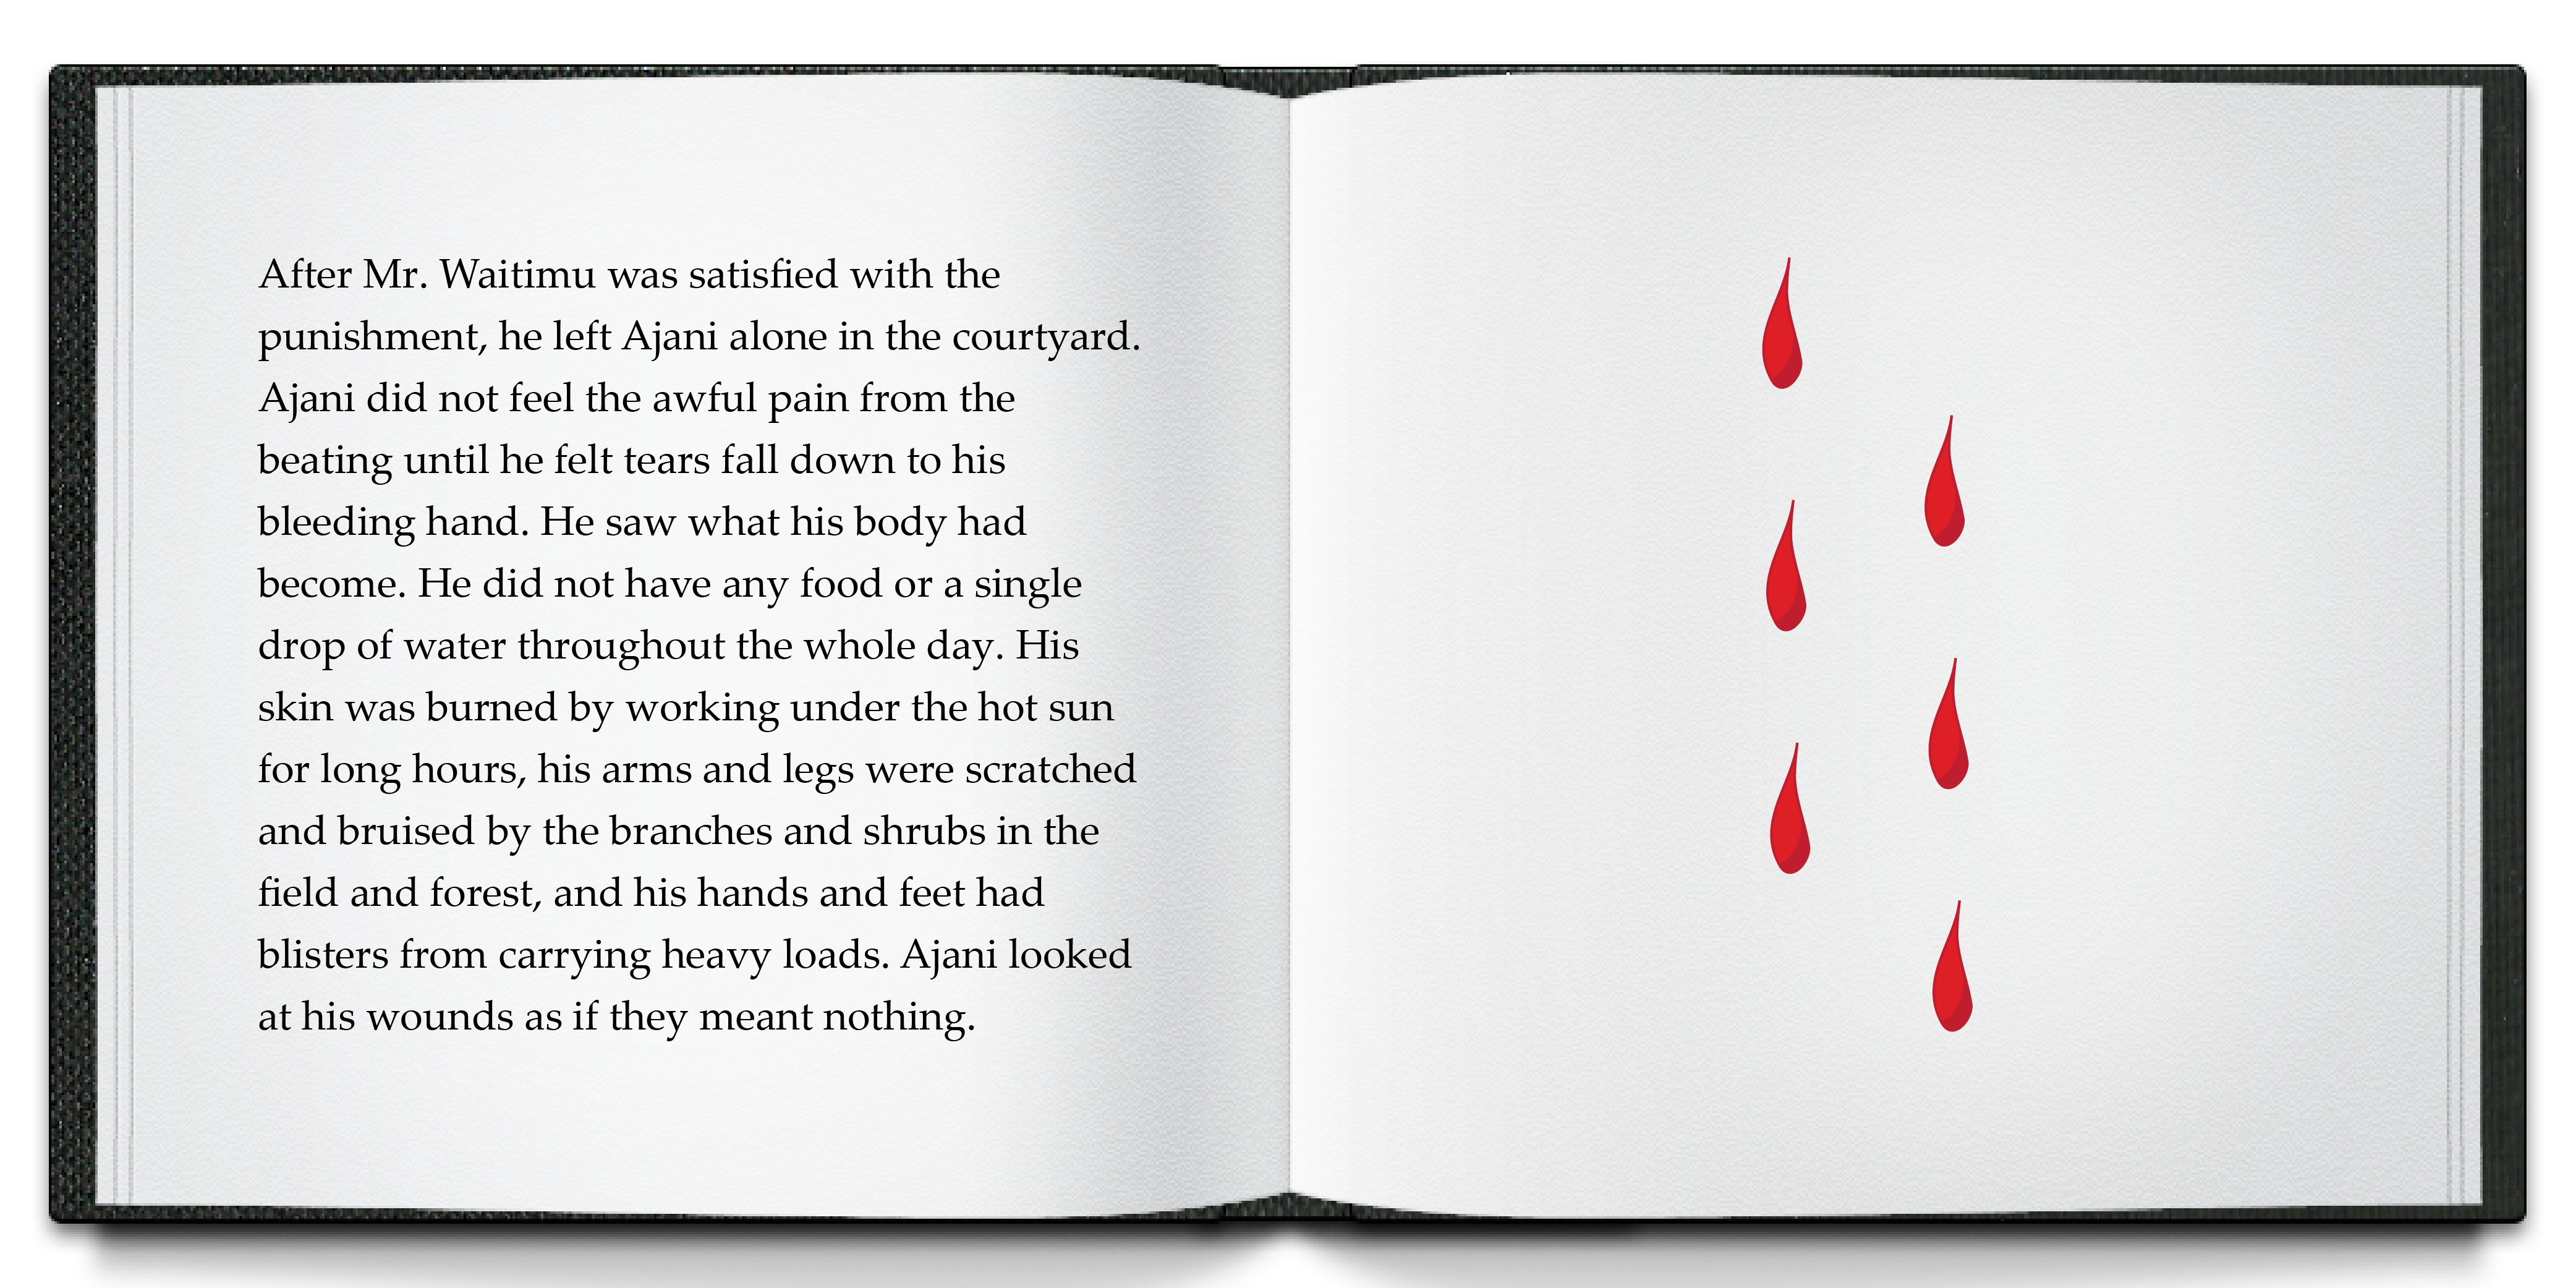 After Mr. Waitimu was satisfied with the
punishment, he left Ajani alone in the courtyard.
Ajani did not feel the awful pain from the
beating until he felt tears fall down to his
bleeding hand. He saw what his body had
become. He did not have any food or a single
drop of water throughout the whole day. His
skin was burned by working under the hot sun
for long hours, his arms and legs were scratched
and bruised by the branches and shrubs in the
field and forest, and his hands and feet had
blisters from carrying heavy loads. Ajani looked
at his wounds as if they meant nothing.